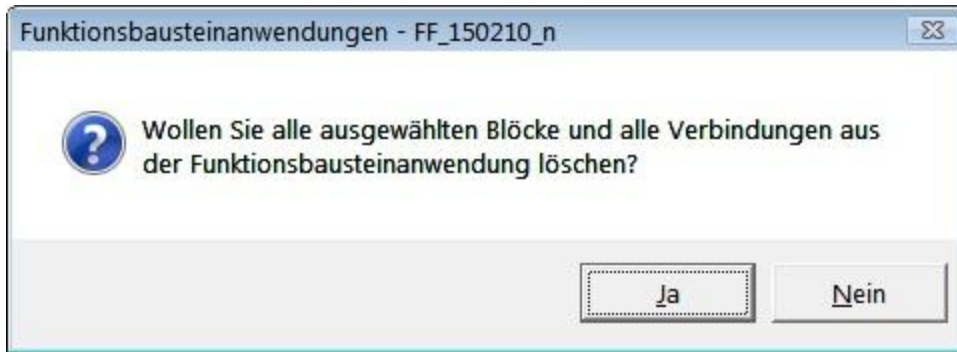 Funktionsbausteinanwendungen - FF_150210_n
Wollen Sie alle ausgewählten Blöcke und alle Verbindungen aus
der Funktionsbausteinanwendung löschen?
Ja
Nein